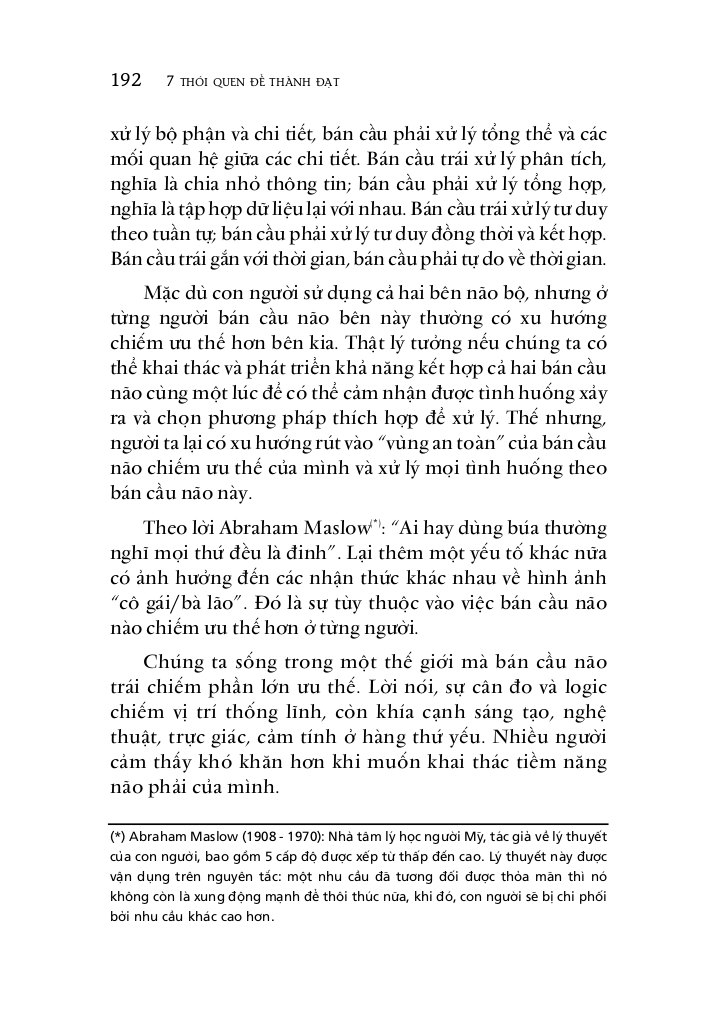 192 7 THÓI QUEN ĐỂ THÀNH ĐẠT
xử lý bộ phận và chi tiết, bán cầu phải xử lý tổng thể và các
mối quan hệ giữa các chi tiết. Bán cầu trái xử lý phân tích,
nghĩa là chia nhỏ thông tin; bán cầu phải xử lý tổng hợp,
nghĩa là tập hợp dữ liệu lại với nhau. Bán cầu trái xử lý tư duy
theo tuần tự; bán cầu phải xử lý tư duy đồng thời và kết hợp.
Bán cầu trái gắn với thời gian, bán cầu phải tự do về thời gian.
Mặc dù con người sử dụng cả hai bên não bộ, nhưng ở
từng người bán cầu não bên này thường có xu hướng
chiếm ưu thế hơn bên kia. Thật lý tưởng nếu chúng ta có
thể khai thác và phát triển khả năng kết hợp cả hai bán cầu
não cùng một lúc để có thể cảm nhận được tình huống xảy
ra và chọn phương pháp thích hợp để xử lý. Thế nhưng,
người ta lại có xu hướng rút vào “vùng an toàn” của bán cầu
não chiếm ưu thế của mình và xử lý mọi tình huống theo
bán cầu não này.
Theo lời Abraham Maslow(*): “Ai hay dùng búa thường
nghĩ mọi thứ đều là đinh”. Lại thêm một yếu tố khác nữa
có ảnh hưởng đến các nhận thức khác nhau về hình ảnh
“cô gái/bà lão”. Đó là sự tùy thuộc vào việc bán cầu não
nào chiếm ưu thế hơn ở từng người.
Chúng ta sống trong một thế giới mà bán cầu não
trái chiếm phần lớn ưu thế. Lời nói, sự cân đo và logic
chiếm vị trí thống lĩnh, còn khía cạnh sáng tạo, nghệ
thuật, trực giác, cảm tính ở hàng thứ yếu. Nhiều người
cảm thấy khó khăn hơn khi muốn khai thác tiềm năng
não phải của mình.
(*) Abraham Maslow (1908 - 1970): Nhà tâm lý học người Mỹ, tác giả về lý thuyết
của con người, bao gồm 5 cấp độ được xếp từ thấp đến cao. Lý thuyết này được
vận dụng trên nguyên tắc: một nhu cầu đã tương đối được thỏa mãn thì nó
không còn là xung động mạnh để thôi thúc nữa, khi đó, con người sẽ bị chi phối
bởi nhu cầu khác cao hơn.